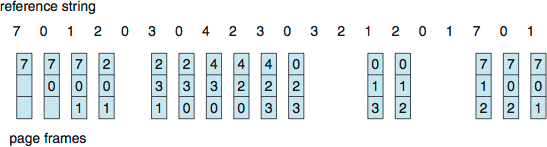 reference string
7 0 1 2 0 3 0 4 2 3 0 3 2 1 2 0 1 7 0 1
7 7 7 2 2 2 4 4 4 0 0 0 7 7 7
0 0 0 3 3 3 2 2 2 1 1 1 0 0
1 1 1 0 0 0 3 3 3 2 2 2 1
page frames